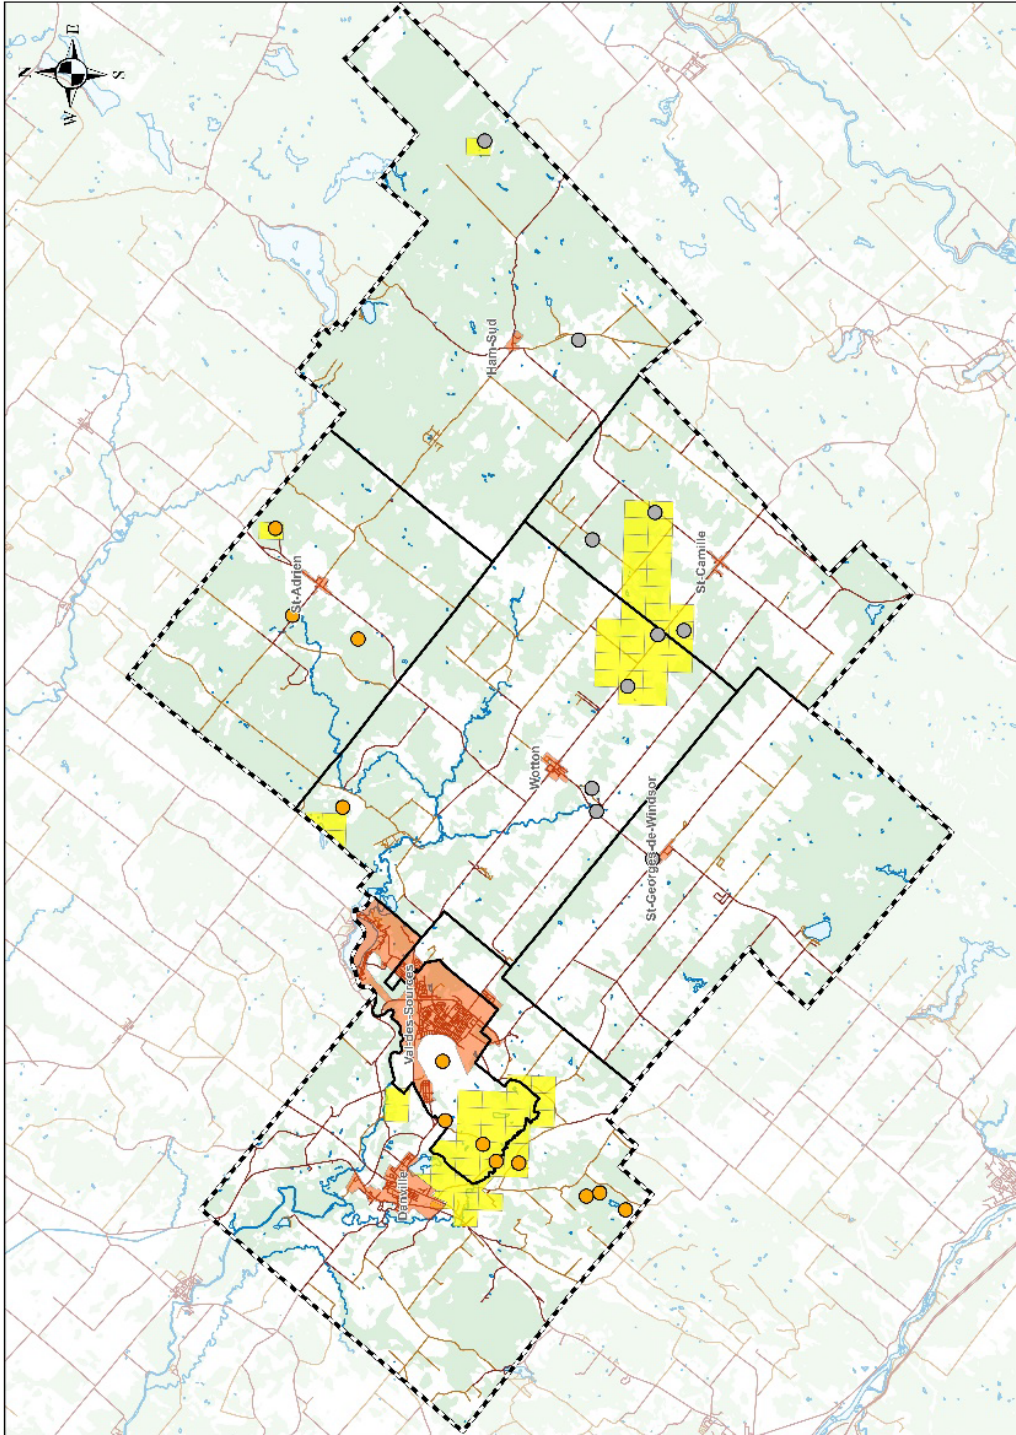 N
E
W
S
Ham-Sud
St-Adrien
St-Camille
Wotton
St-Georges-de-Windsor
Val-des-Sources
Danville